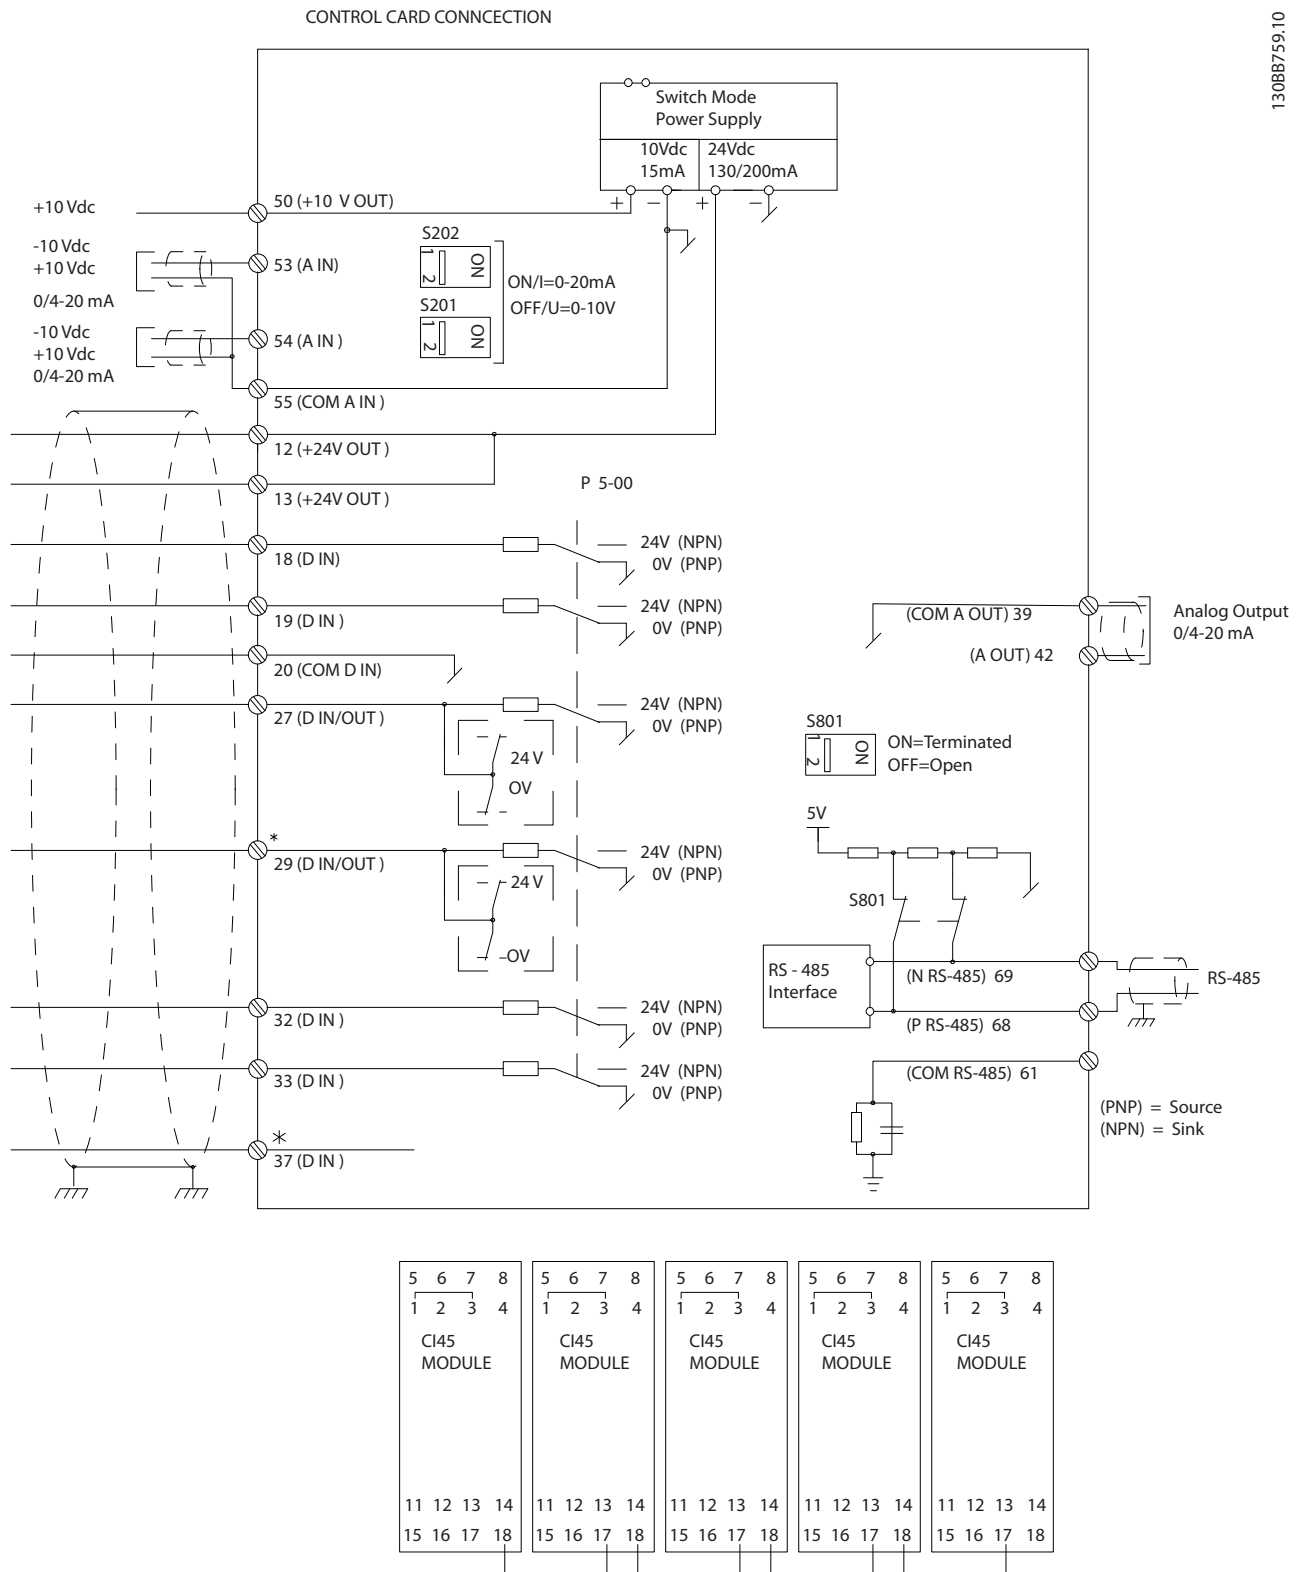 CONTROL CARD CONNCECTION
130BB759.10
Switch Mode
Power Supply
10Vdc
15mA
24Vdc
130/200mA
+ − + −
+10 Vdc
50 (+10 V OUT)
-10 Vdc
+10 Vdc
0/4-20 mA
53 (A IN)
S202
1
2
ON
S201
1
2
ON
ON/I=0-20mA
OFF/U=0-10V
-10 Vdc
+10 Vdc
0/4-20 mA
54 (A IN )
55 (COM A IN )
12 (+24V OUT )
13 (+24V OUT )
P 5-00
18 (D IN)
24V (NPN)
0V (PNP)
19 (D IN )
24V (NPN)
0V (PNP)
20 (COM D IN)
27 (D IN/OUT )
24V (NPN)
0V (PNP)
24 V
OV
*
29 (D IN/OUT )
24V (NPN)
0V (PNP)
24 V
OV
32 (D IN )
24V (NPN)
0V (PNP)
33 (D IN )
24V (NPN)
0V (PNP)
*
37 (D IN )
(COM A OUT) 39
(A OUT) 42
Analog Output
0/4-20 mA
S801
1
2
ON
ON=Terminated
OFF=Open
5V
S801
RS - 485
Interface
(N RS-485) 69
(P RS-485) 68
RS-485
(COM RS-485) 61
(PNP) = Source
(NPN) = Sink
5 6 7 8
1 2 3 4
CI45
MODULE
11 12 13 14
15 16 17 18
5 6 7 8
1 2 3 4
CI45
MODULE
11 12 13 14
15 16 17 18
5 6 7 8
1 2 3 4
CI45
MODULE
11 12 13 14
15 16 17 18
5 6 7 8
1 2 3 4
CI45
MODULE
11 12 13 14
15 16 17 18
5 6 7 8
1 2 3 4
CI45
MODULE
11 12 13 14
15 16 17 18